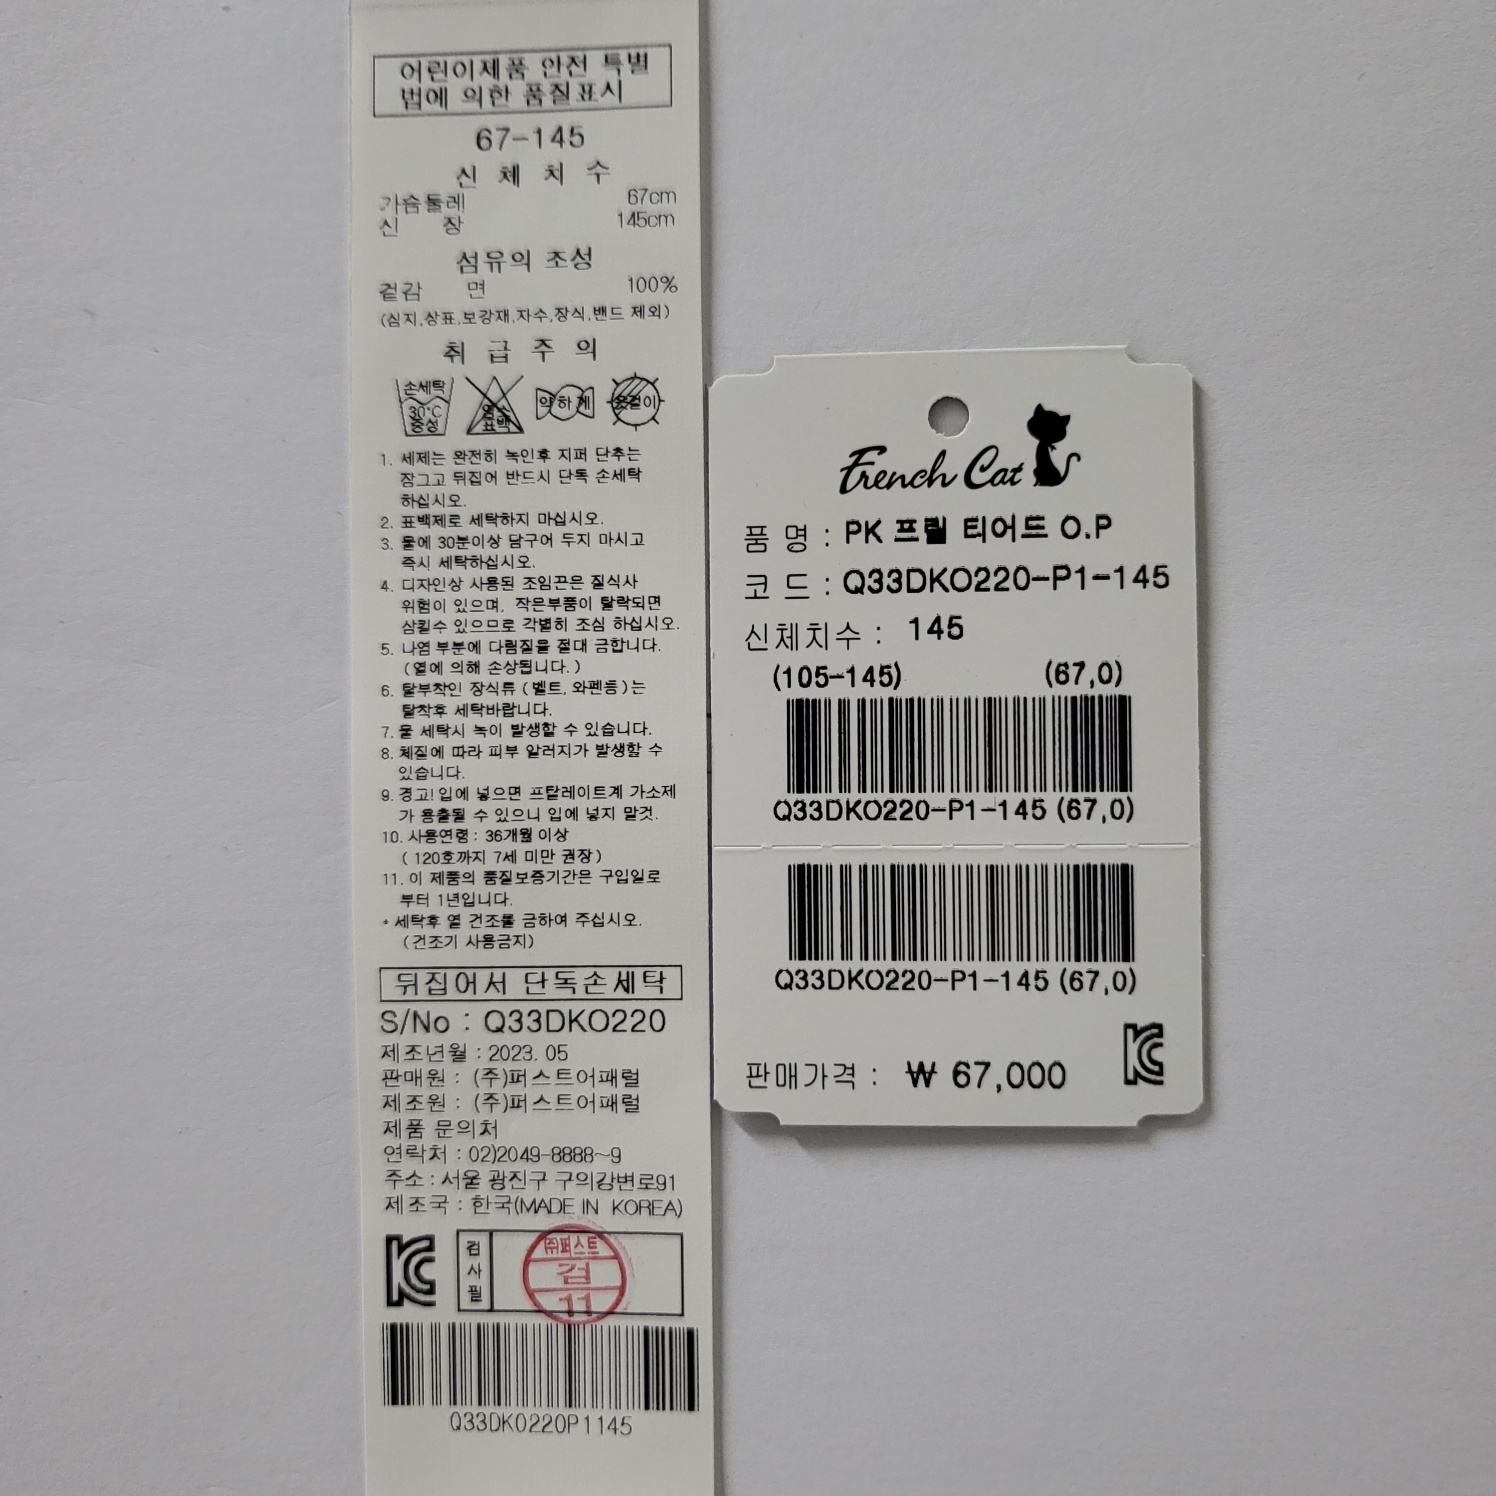 어린이제품 안전 특별
법에 의한 품질표시
67-145
신 체 치 수
가슴둘레 67cm
신 장 145cm
섬유의 조성
겉감 면 100%
(심지,상표,보강재,자수,장식,밴드 제외)
취 급 주 의
손세탁
30℃
중성
염소
표백
약하게
옷걸이
1. 세제는 완전히 녹인후 지퍼 단추는
잠그고 뒤집어 반드시 단독 손세탁
하십시오.
2. 표백제로 세탁하지 마십시오.
3. 물에 30분이상 담구어 두지 마시고
즉시 세탁하십시오.
4. 디자인상 사용된 조임끈은 질식사
위험이 있으며, 작은부품이 탈락되면
삼킬수 있으므로 각별히 조심 하십시오.
5. 나염 부분에 다림질을 절대 금합니다.
(열에 의해 손상됩니다.)
6. 탈부착인 장식류 (벨트, 와펜등)는
탈착후 세탁바랍니다.
7. 물 세탁시 녹이 발생할 수 있습니다.
8. 체질에 따라 피부 알러지가 발생할 수
있습니다.
9. 경고! 입에 넣으면 프탈레이트계 가소제
가 용출될 수 있으니 입에 넣지 말것.
10. 사용연령 : 36개월 이상
( 120호까지 7세 미만 권장 )
11. 이 제품의 품질보증기간은 구입일로
부터 1년입니다.
* 세탁후 열 건조를 금하여 주십시오.
(건조기 사용금지)
뒤집어서 단독손세탁
S/No : Q33DKO220
제조년월 : 2023. 05
판매원 : (주)퍼스트어패럴
제조원 : (주)퍼스트어패럴
제품 문의처
연락처 : 02)2049-8888~9
주소 : 서울 광진구 구의강변로91
제조국 : 한국(MADE IN KOREA)
KC
검사필
㈜퍼스트
검
11
Q33DKO220P1145
French Cat
품 명 : PK 프릴 티어드 O.P
코 드 : Q33DKO220-P1-145
신체치수 : 145
(105-145) (67,0)
Q33DKO220-P1-145 (67,0)
Q33DKO220-P1-145 (67,0)
KC
판매가격 : ₩ 67,000